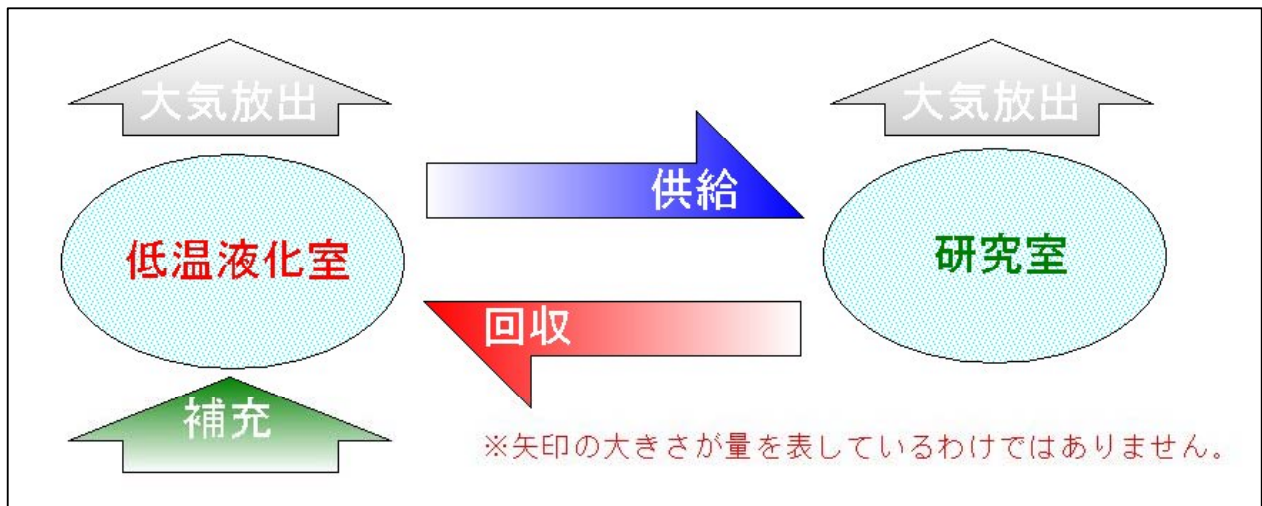 大気放出
大気放出
供給
低温液化室
研究室
回収
補充
※矢印の大きさが量を表しているわけではありません。